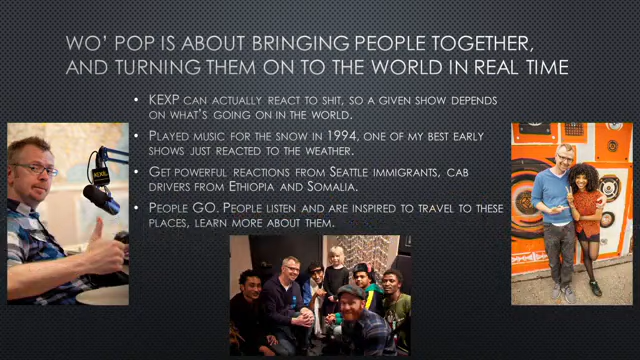 WO' POP IS ABOUT BRINGING PEOPLE TOGETHER,
AND TURNING THEM ON TO THE WORLD IN REAL TIME
• KEXP CAN ACTUALLY REACT TO SHIT, SO A GIVEN SHOW DEPENDS
ON WHAT'S GOING ON IN THE WORLD.
• PLAYED MUSIC FOR THE SNOW IN 1994, ONE OF MY BEST EARLY
SHOWS JUST REACTED TO THE WEATHER.
• GET POWERFUL REACTIONS FROM SEATTLE IMMIGRANTS, CAB
DRIVERS FROM ETHIOPIA AND SOMALIA.
• PEOPLE GO. PEOPLE LISTEN AND ARE INSPIRED TO TRAVEL TO THESE
PLACES, LEARN MORE ABOUT THEM.
KEXP